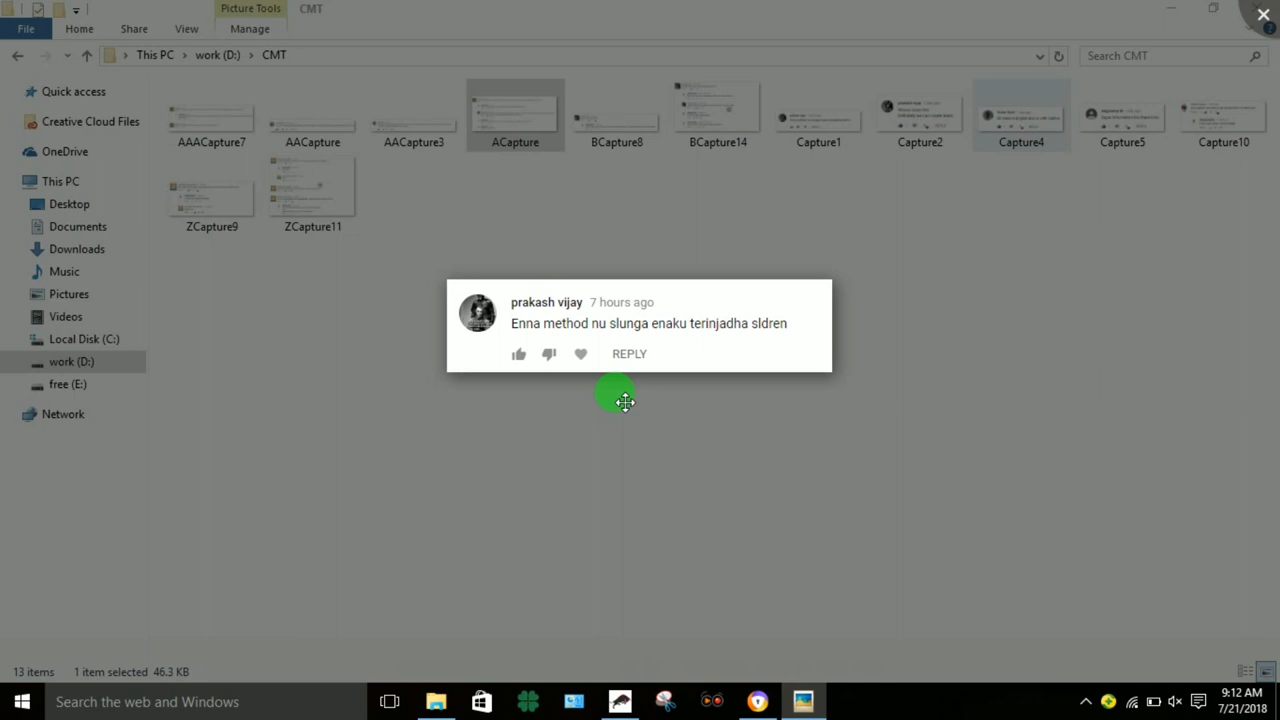 Picture Tools
CMT
File
Home
Share
View
Manage
This PC
work (D:)
CMT
Search CMT
Quick access
Creative Cloud Files
OneDrive
This PC
Desktop
Documents
Downloads
Music
Pictures
Videos
Local Disk (C:)
work (D:)
free (E:)
Network
AAACapture7
AACapture
AACapture3
ACapture
BCapture8
BCapture14
Capture1
Capture2
Capture4
Capture5
Capture10
ZCapture9
ZCapture11
prakash vijay 7 hours ago
Enna method nu slunga enaku terinjadha sldren
REPLY
13 items 1 item selected 46.3 KB
Search the web and Windows
9:12 AM
7/21/2018